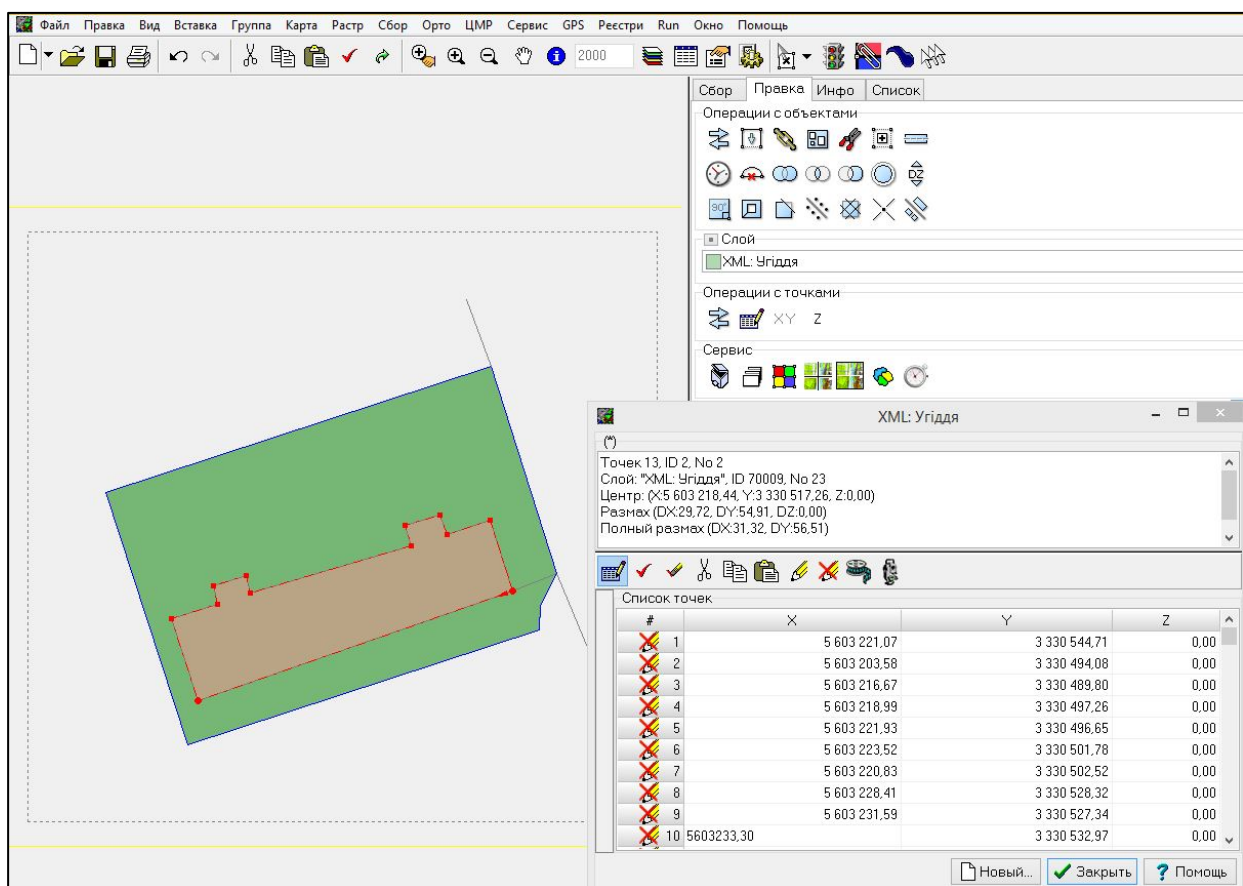 Файл Правка Вид Вставка Группа Карта Растр Сбор Орто ЦМР Сервис GPS Реєстри Run Окно Помощь
2000
Сбор Правка Инфо Список
Операции с объектами
DZ
90°
Слой
XML: Угіддя
Операции с точками
XY Z
Сервис
XML: Угіддя
(*)
Точек 13, ID 2, No 2
Слой: "XML: Угіддя", ID 70009, No 23
Центр: (X:5 603 218,44, Y:3 330 517,26, Z:0,00)
Размах (DX:29,72, DY:54,91, DZ:0,00)
Полный размах (DX:31,32, DY:56,51)
Список точек
# X Y Z
1 5 603 221,07 3 330 544,71 0,00
2 5 603 203,58 3 330 494,08 0,00
3 5 603 216,67 3 330 489,80 0,00
4 5 603 218,99 3 330 497,26 0,00
5 5 603 221,93 3 330 496,65 0,00
6 5 603 223,52 3 330 501,78 0,00
7 5 603 220,83 3 330 502,52 0,00
8 5 603 228,41 3 330 528,32 0,00
9 5 603 231,59 3 330 527,34 0,00
10 5603233,30 3 330 532,97 0,00
Новый... Закрыть Помощь